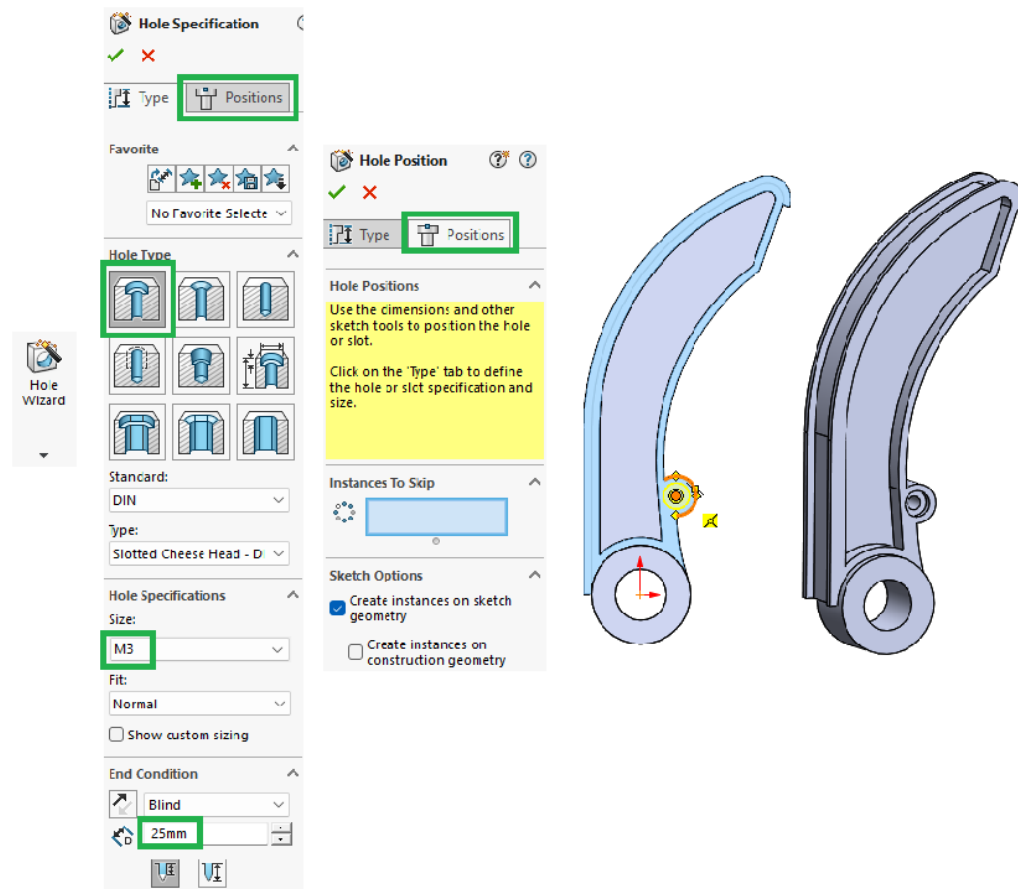 Hole
Wizard
Hole Specification
Type
Positions
Favorite
No Favorite Selecte
Hole Type
Standard:
DIN
Type:
Slotted Cheese Head - D
Hole Specifications
Size:
M3
Fit:
Normal
Show custom sizing
End Condition
Blind
25mm
Hole Position
Type
Positions
Hole Positions
Use the dimensions and other
sketch tools to position the hole
or slot.
Click on the 'Type' tab to define
the hole or slot specification and
size.
Instances To Skip
Sketch Options
Create instances on sketch
geometry
Create instances on
construction geometry